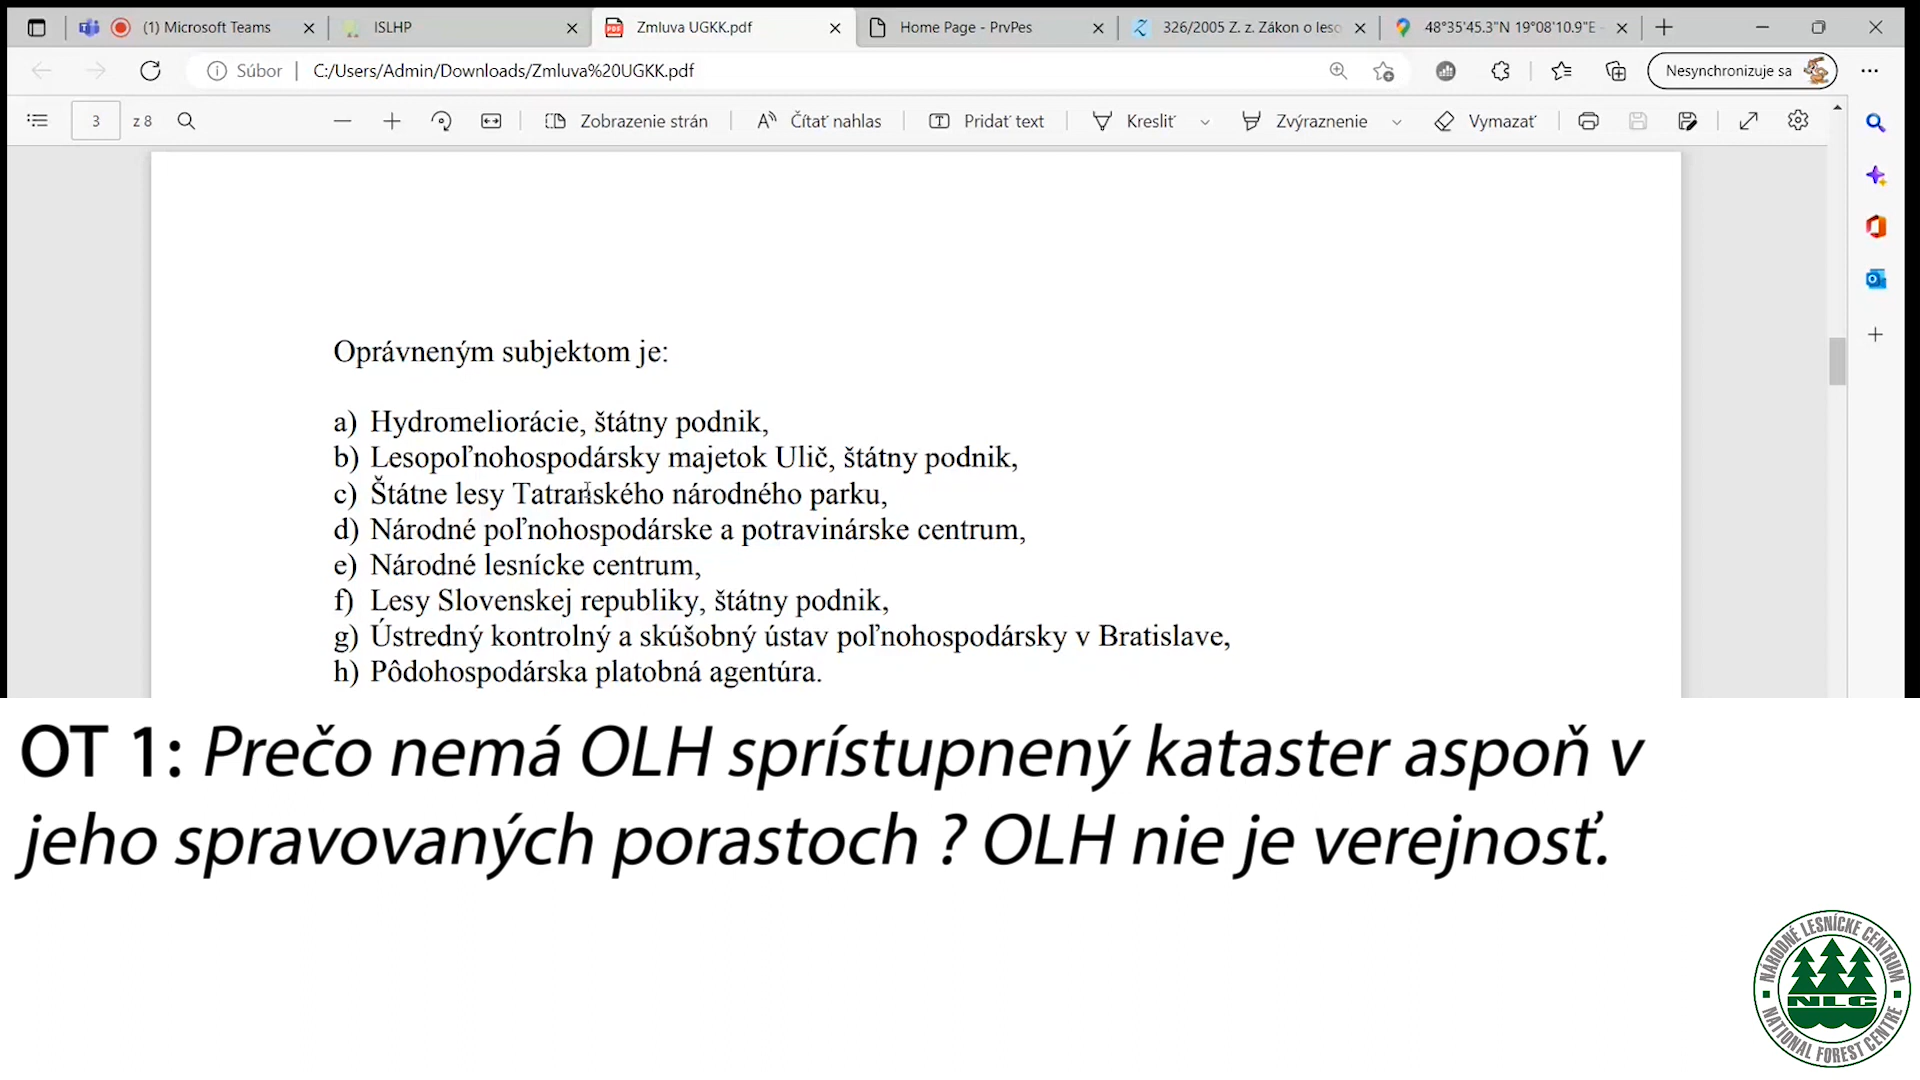 (1) Microsoft Teams
ISLHP
Zmluva UGKK.pdf
Home Page - PrvPes
326/2005 Z. z. Zákon o leso
48°35'45.3"N 19°08'10.9"E -
Súbor
C:/Users/Admin/Downloads/Zmluva%20UGKK.pdf
Nesynchronizuje sa
3 z 8
Zobrazenie strán
Čítať nahlas
Pridať text
Kresliť
Zvýraznenie
Vymazať
Oprávneným subjektom je:
a) Hydromeliorácie, štátny podnik,
b) Lesopoľnohospodársky majetok Ulič, štátny podnik,
c) Štátne lesy Tatranského národného parku,
d) Národné poľnohospodárske a potravinárske centrum,
e) Národné lesnícke centrum,
f) Lesy Slovenskej republiky, štátny podnik,
g) Ústredný kontrolný a skúšobný ústav poľnohospodársky v Bratislave,
h) Pôdohospodárska platobná agentúra.
OT 1: Prečo nemá OLH sprístupnený kataster aspoň v
jeho spravovaných porastoch ? OLH nie je verejnosť.
NÁRODNÉ LESNÍCKE CENTRUM
NLC
NATIONAL FOREST CENTRE